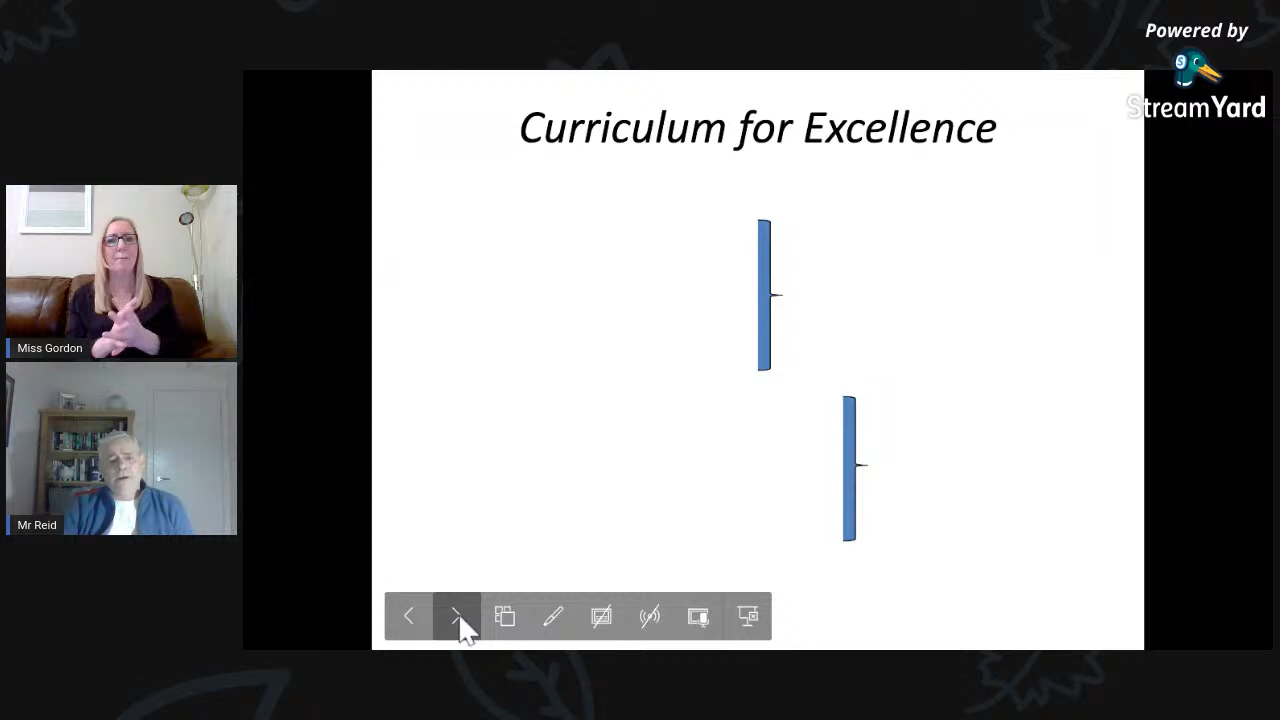 Powered by
StreamYard
Curriculum for Excellence
Miss Gordon
Mr Reid